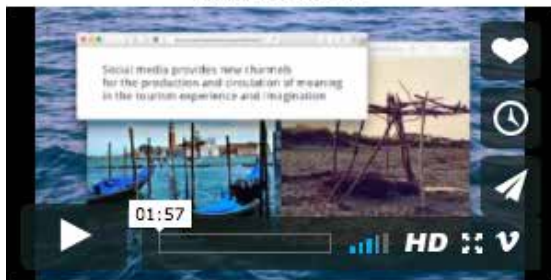 Social media provides new channels
for the production and circulation of meaning
in the tourism experience and imagination
01:57
HD